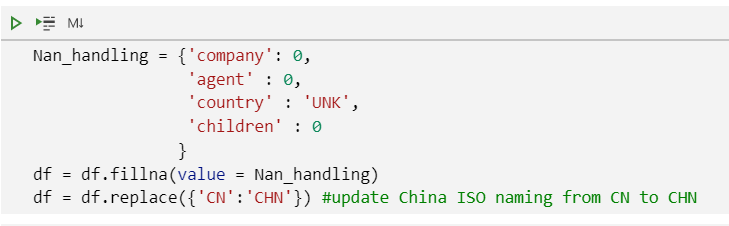 M↓
Nan_handling = {'company': 0,
'agent' : 0,
'country' : 'UNK',
'children' : 0
}
df = df.fillna(value = Nan_handling)
df = df.replace({'CN':'CHN'}) #update China ISO naming from CN to CHN